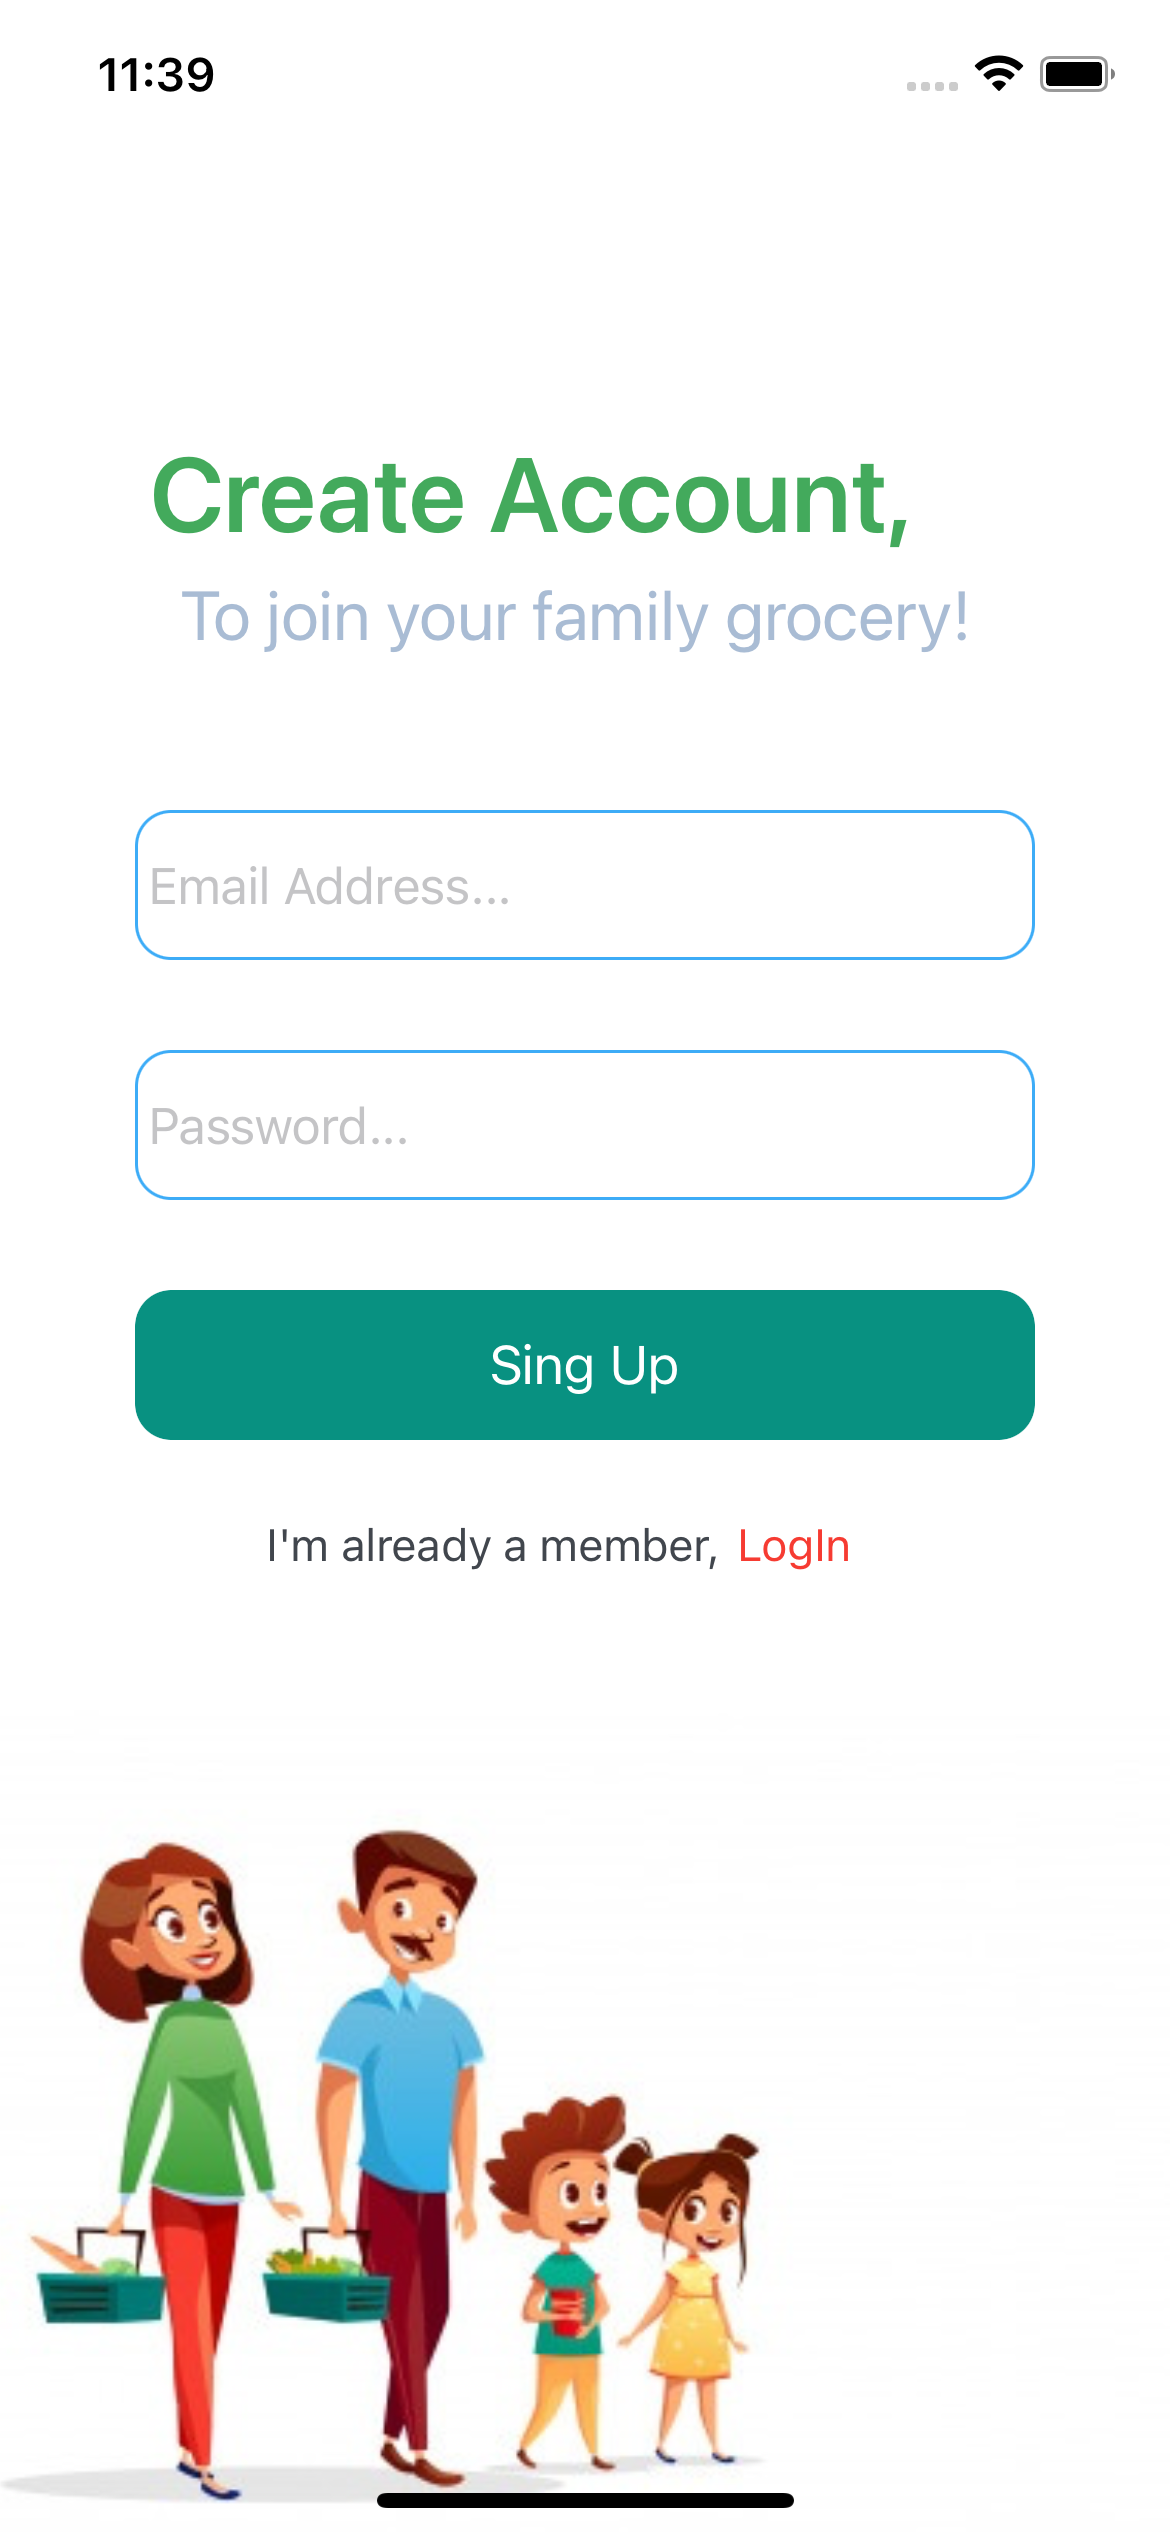 11:39
Create Account,
To join your family grocery!
Email Address...
Password...
Sing Up
I'm already a member, LogIn